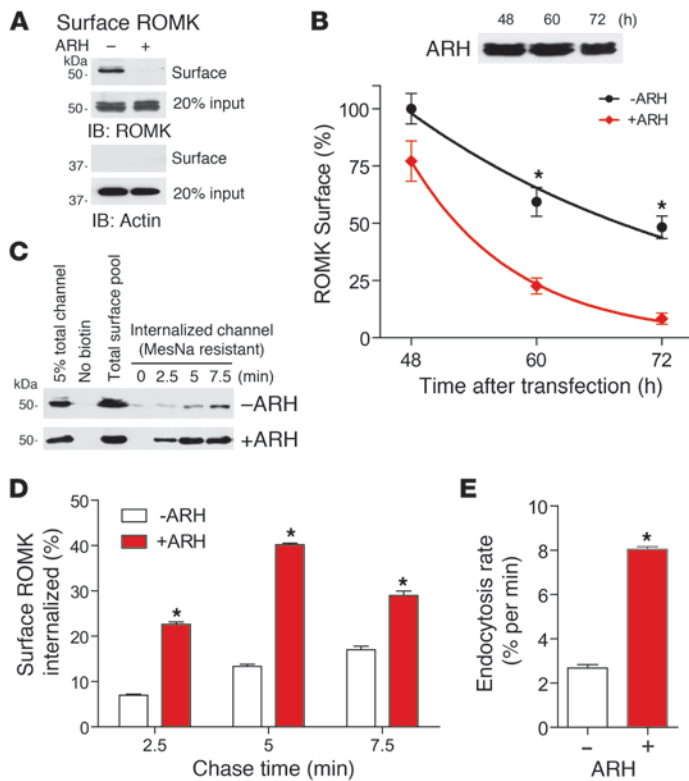 A
Surface ROMK
ARH – +
kDa
50- Surface
50- 20% input
IB: ROMK
37- Surface
37- 20% input
IB: Actin
B
48 60 72 (h)
ARH
ROMK Surface (%)
100
75
50
25
0
-ARH
+ARH
*
*
48 60 72
Time after transfection (h)
C
5% total channel
No biotin
Total surface pool
Internalized channel
(MesNa resistant)
0 2.5 5 7.5 (min)
kDa
50- –ARH
50- +ARH
D
Surface ROMK
internalized (%)
50
40
30
20
10
0
-ARH
+ARH
*
*
*
2.5 5 7.5
Chase time (min)
E
Endocytosis rate
(% per min)
10
8
6
4
2
0
*
– +
ARH